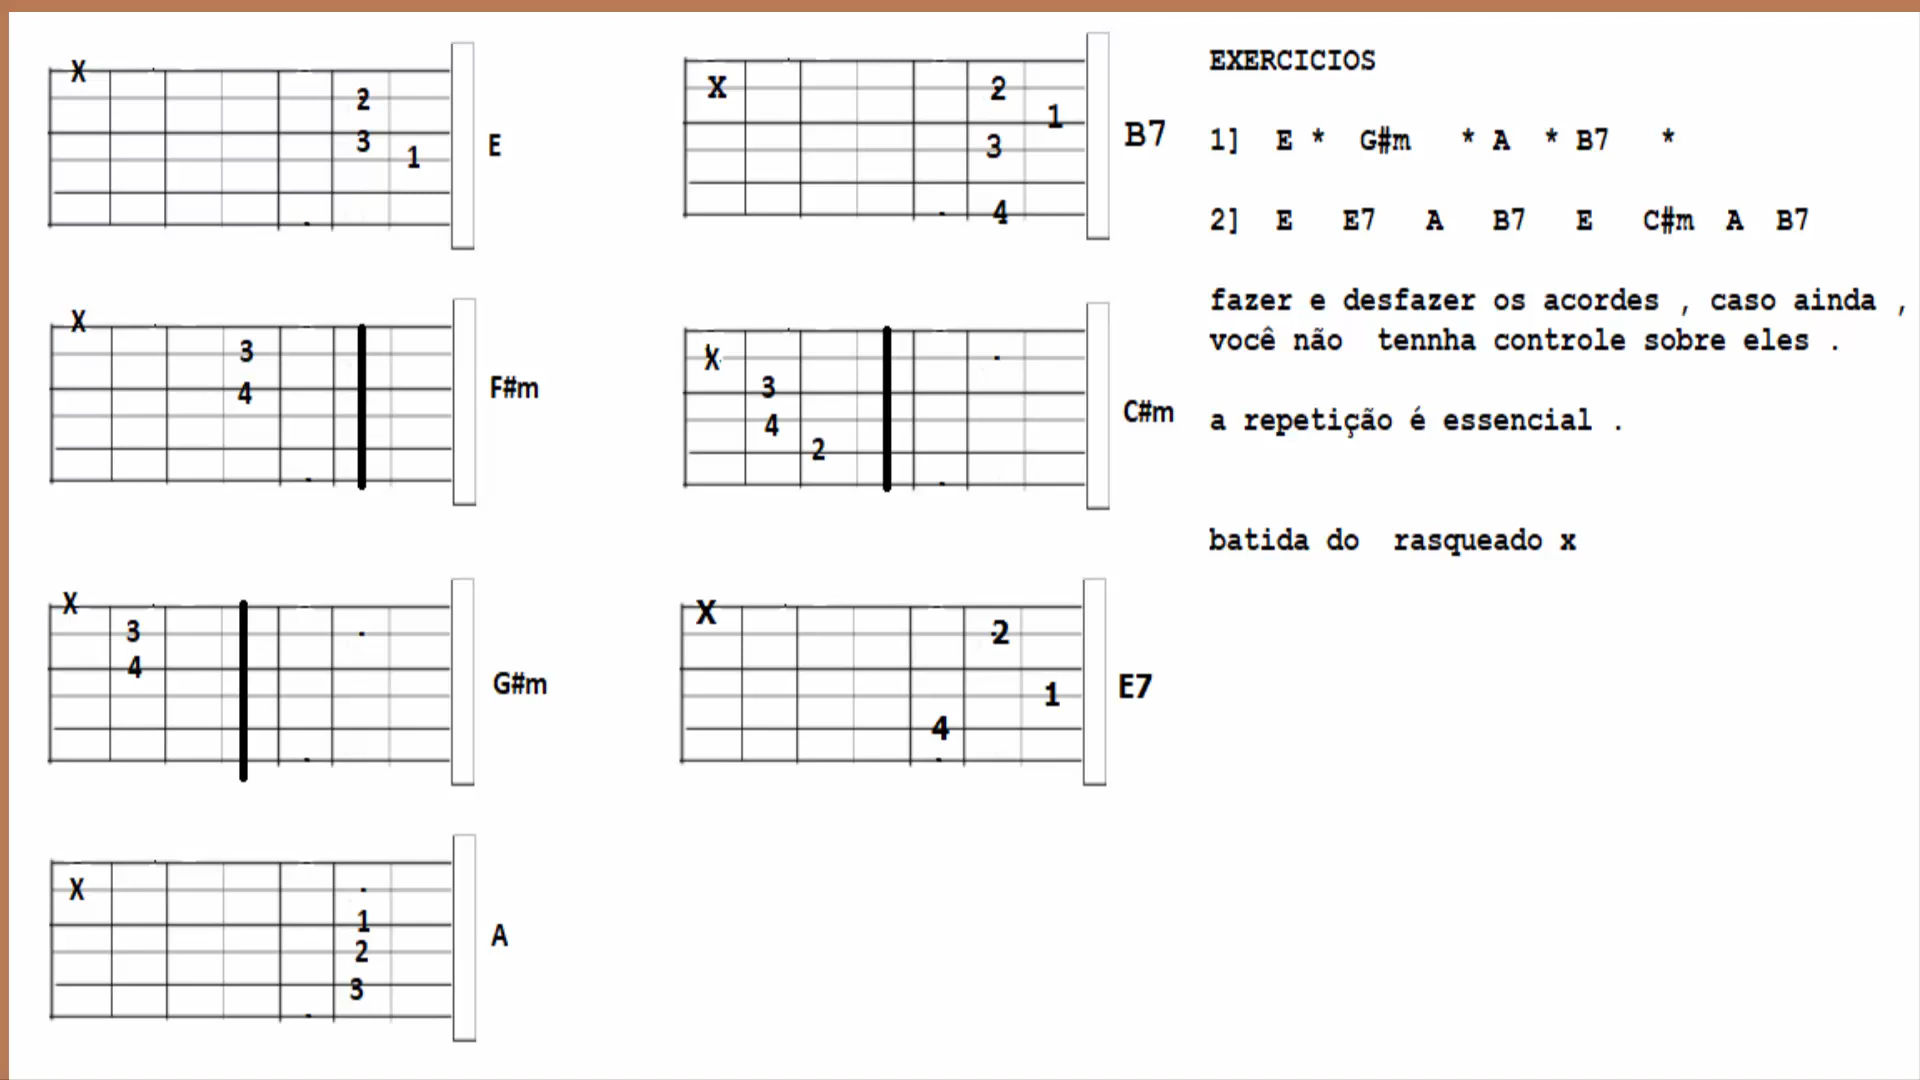 X
2
3
1
E
X
3
4
F#m
X
3
4
G#m
X
1
2
3
A
X
2
1
3
4
B7
X
3
4
2
C#m
X
2
1
4
E7
EXERCICIOS
1] E * G#m * A * B7 *
2] E E7 A B7 E C#m A B7
fazer e desfazer os acordes , caso ainda ,
você não tennha controle sobre eles .
a repetição é essencial .
batida do rasqueado x